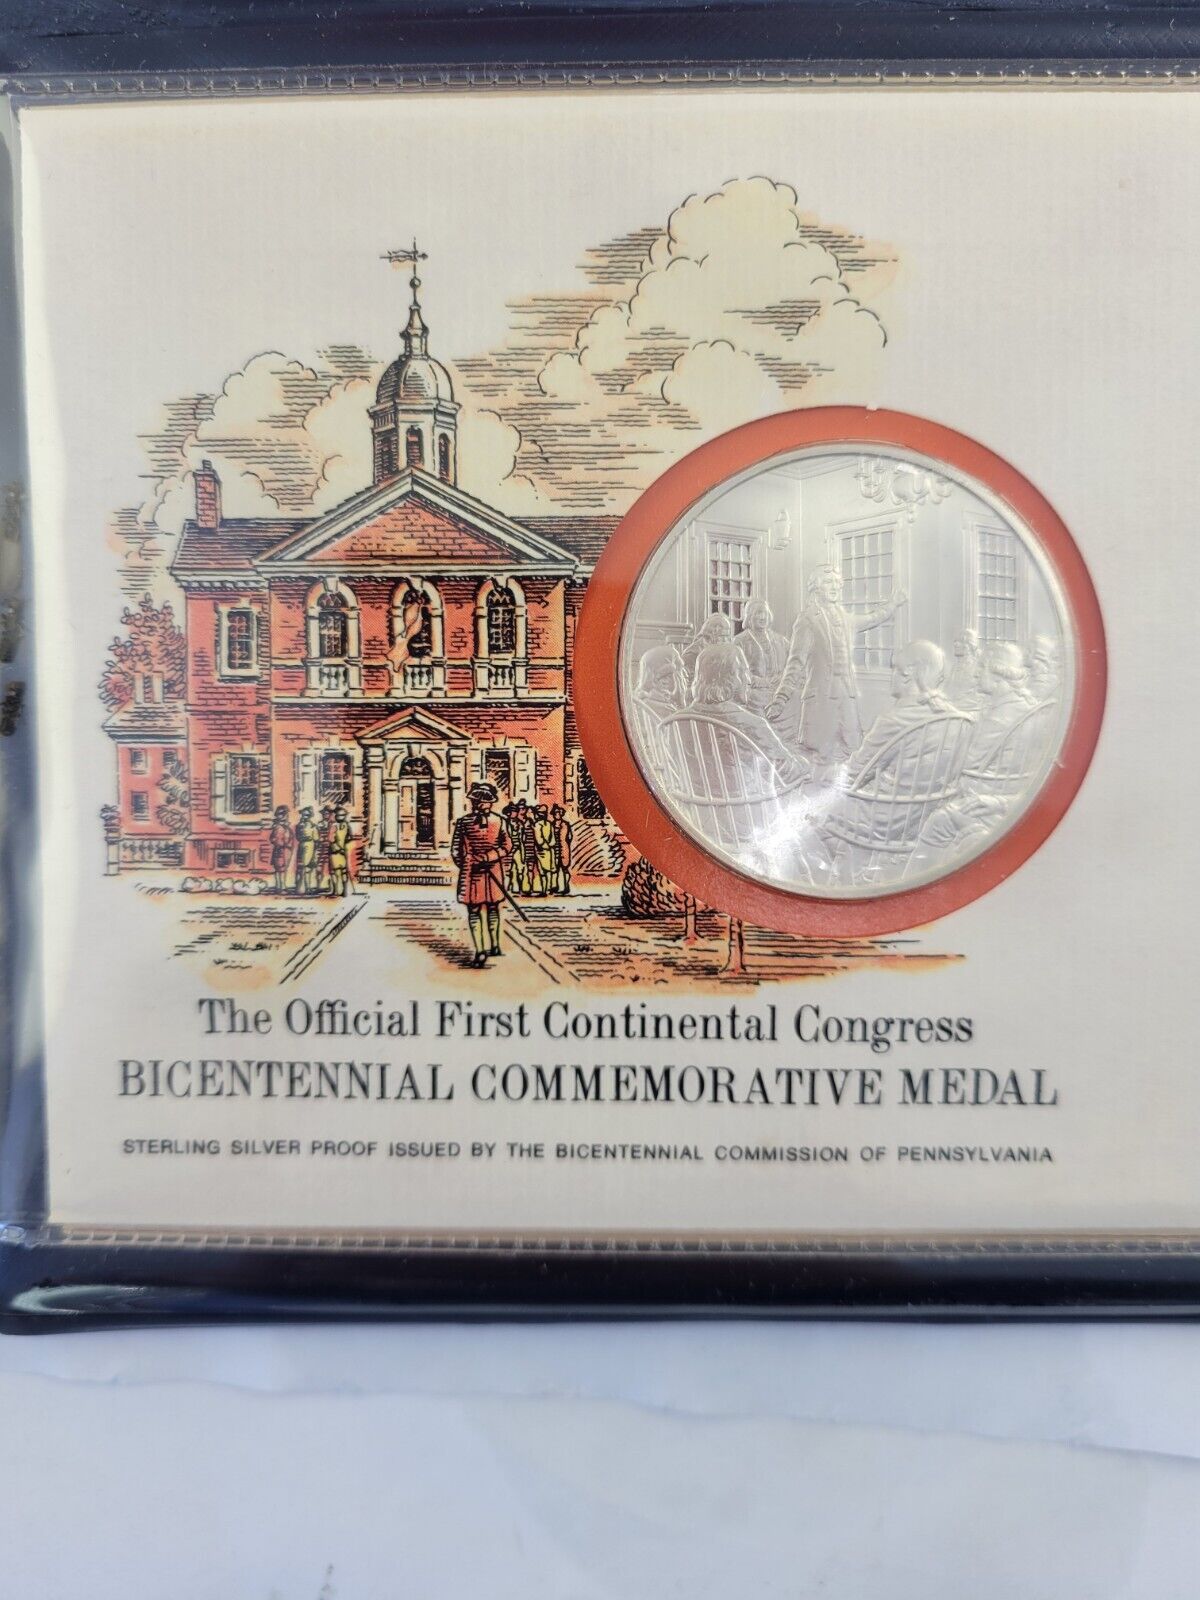 The Official First Continental Congress
BICENTENNIAL COMMEMORATIVE MEDAL
STERLING SILVER PROOF ISSUED BY THE BICENTENNIAL COMMISSION OF PENNSYLVANIA